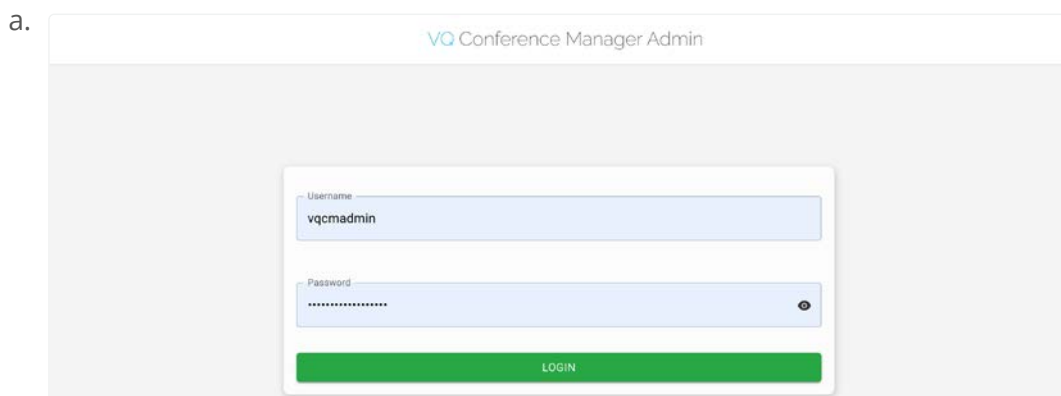 a.
VQ Conference Manager Admin
Username
vqcmadmin
Password
••••••••••••••••••
LOGIN